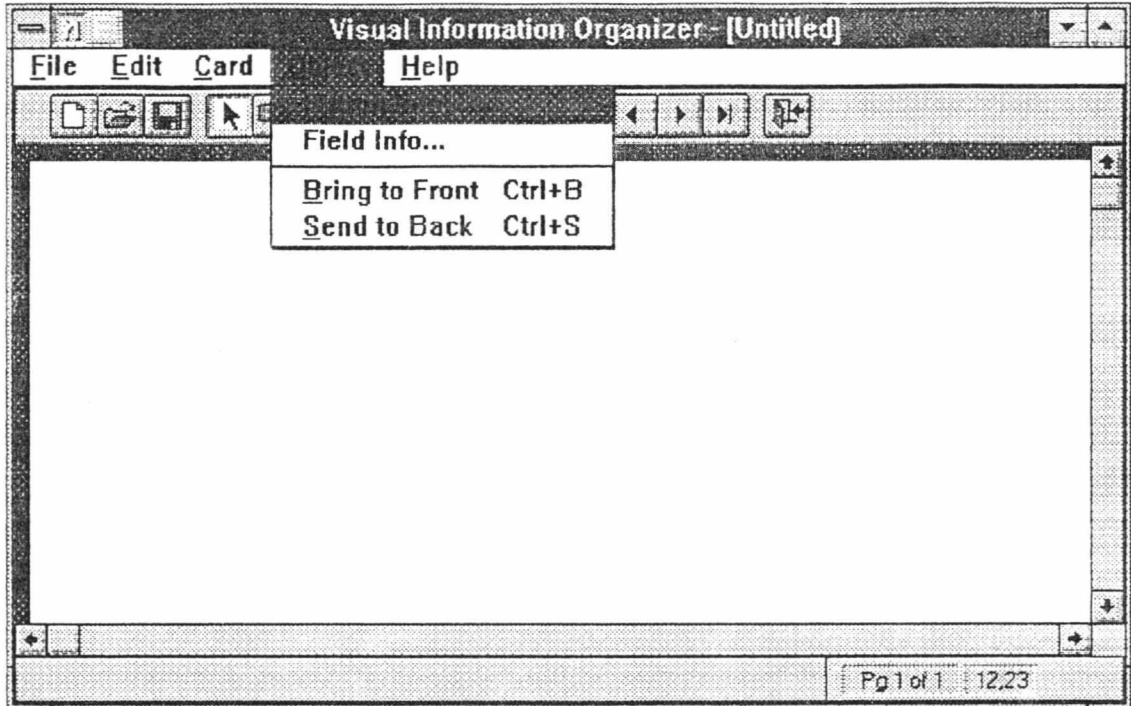 Visual Information Organizer - [Untitled]
File Edit Card Help
Field Info...
Bring to Front Ctrl+B
Send to Back Ctrl+S
Pg 1 of 1 12,23